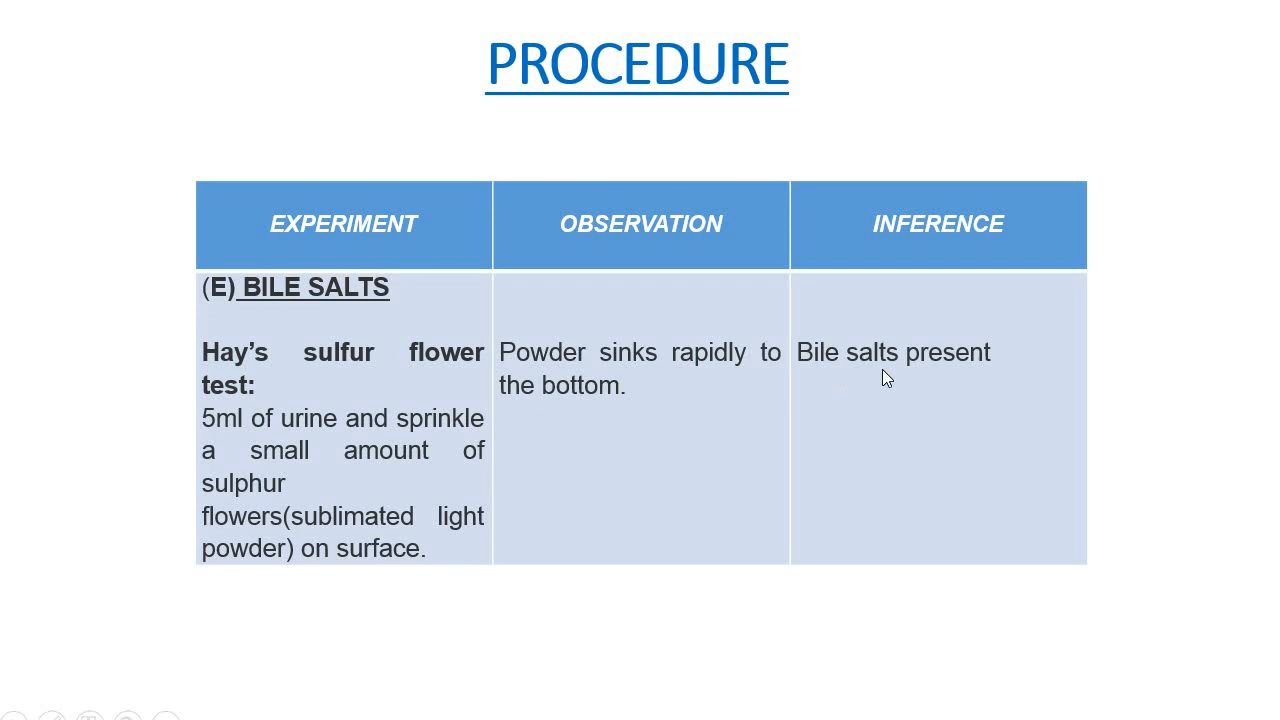 PROCEDURE
EXPERIMENT
OBSERVATION
INFERENCE
(E) BILE SALTS
Hay’s sulfur flower
test:
5ml of urine and sprinkle
a small amount of
sulphur
flowers(sublimated light
powder) on surface.
Powder sinks rapidly to
the bottom.
Bile salts present